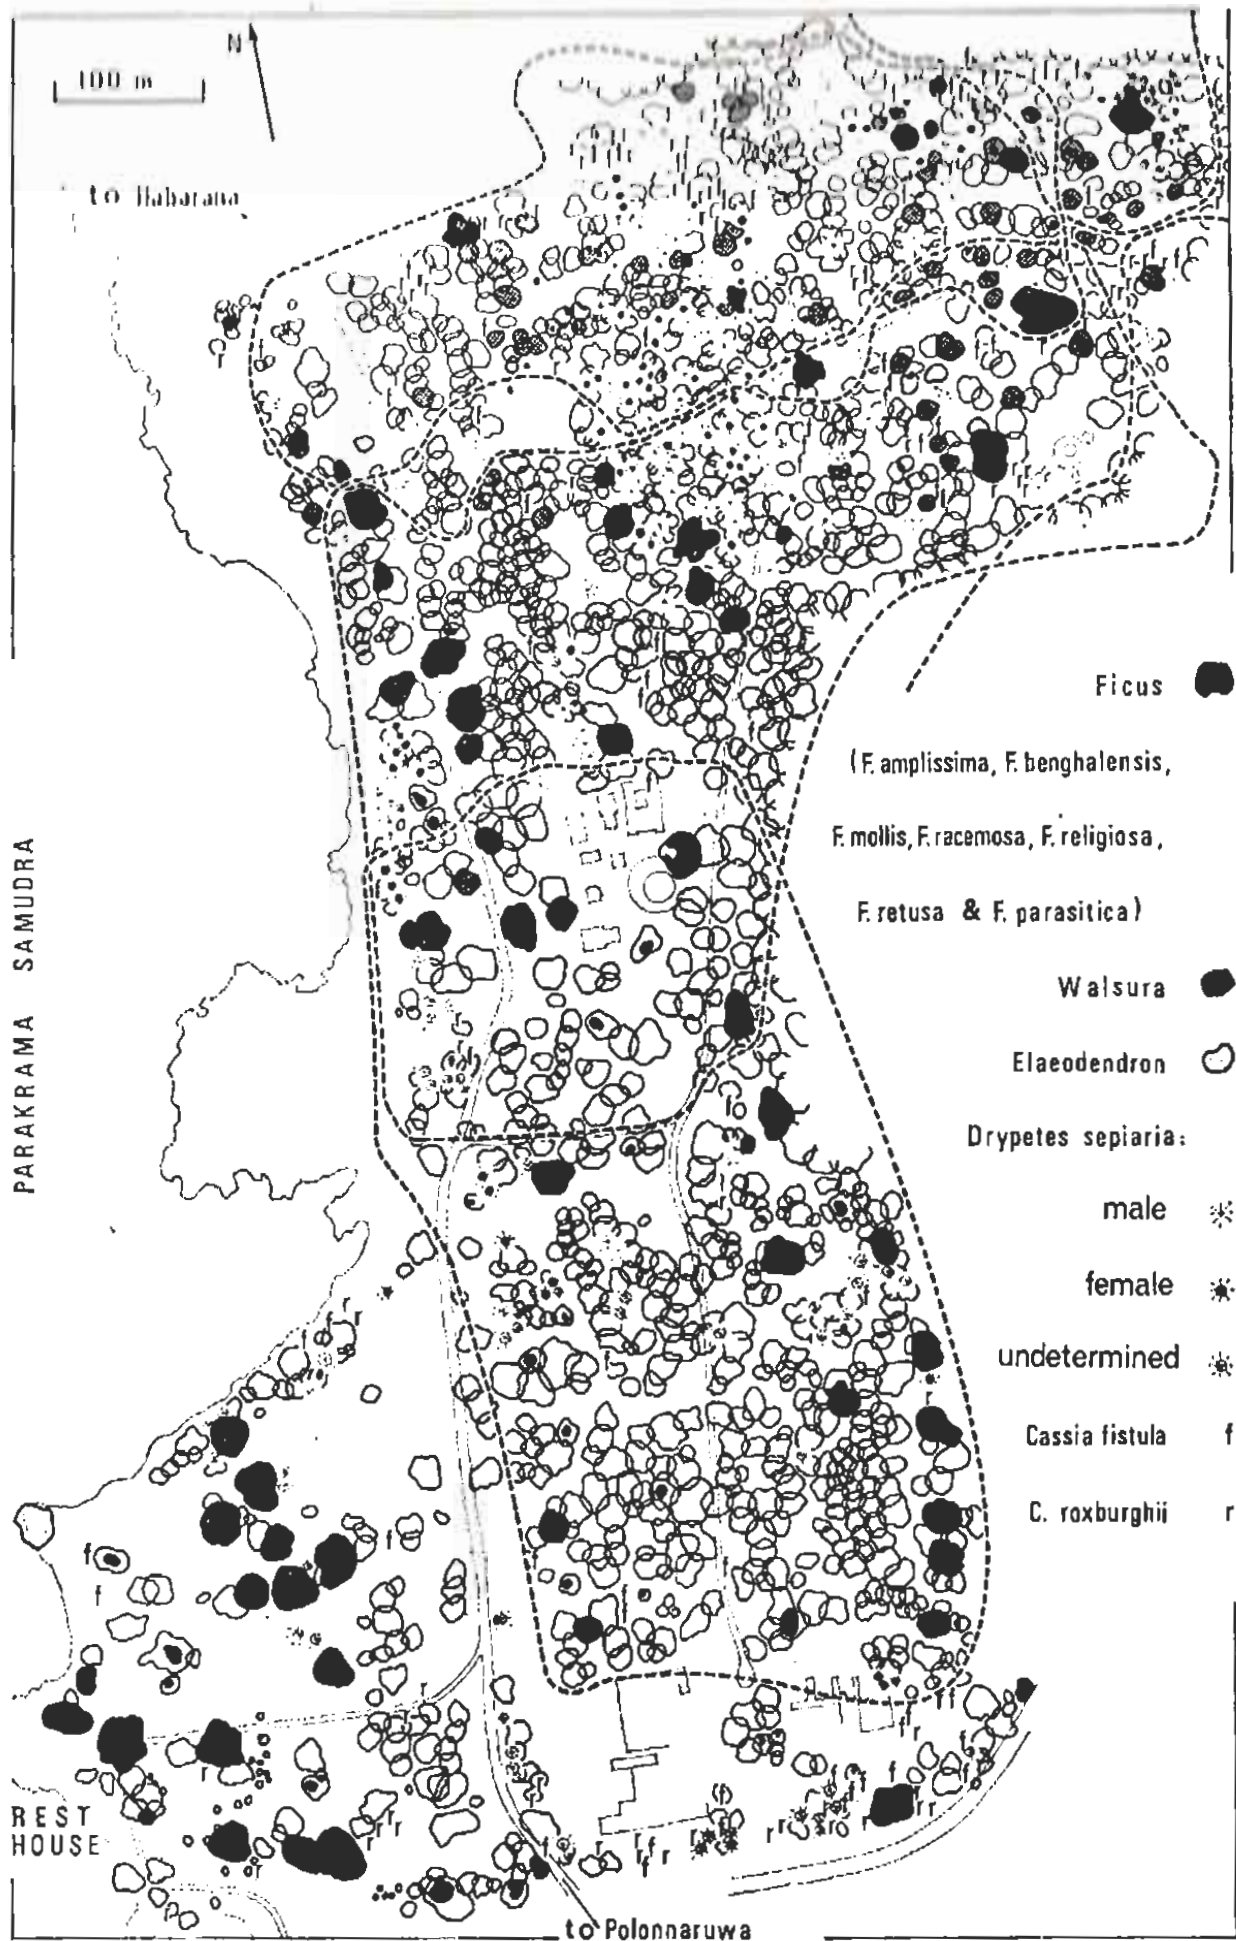 N
100 m
to Habarana
Ficus
(F. amplissima, F. benghalensis,
F. mollis, F. racemosa, F. religiosa,
F. retusa & F. parasitica)
Walsura
Elaeodendron
Drypetes sepiaria:
male
female
undetermined
Cassia fistula f
C. roxburghii r
PARAKRAMA SAMUDRA
REST
HOUSE
to Polonnaruwa